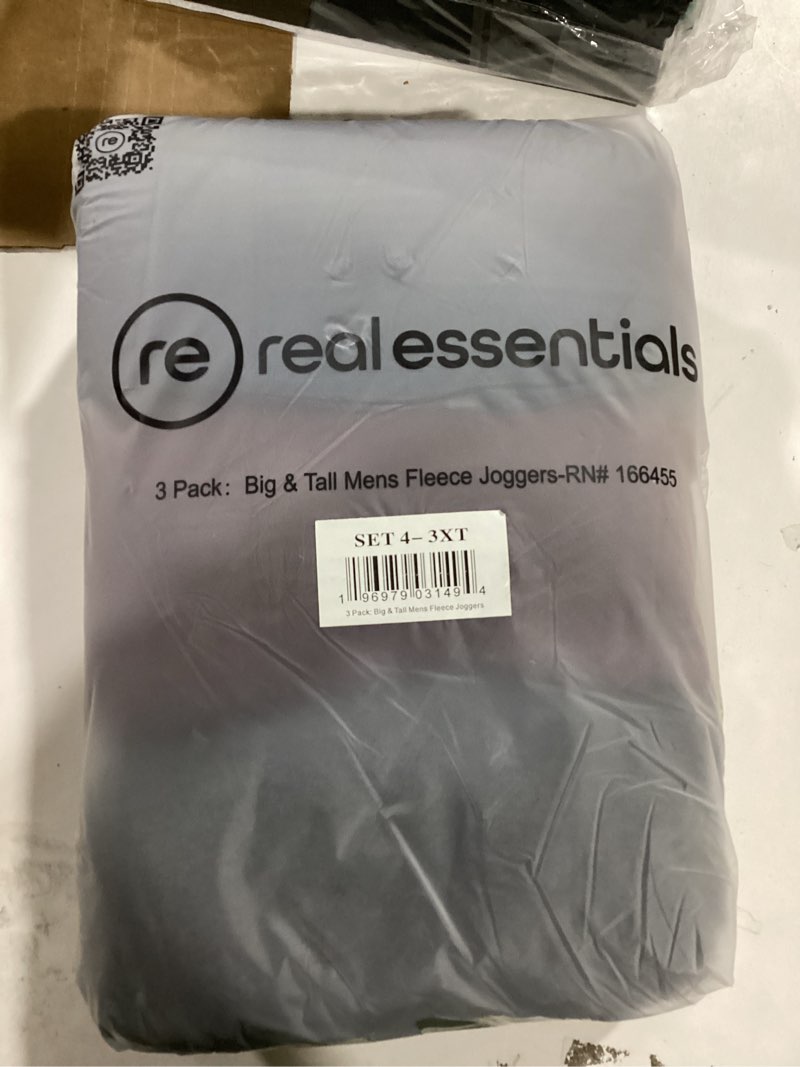 re
re real essentials
3 Pack: Big & Tall Mens Fleece Joggers-RN# 166455
SET 4– 3XT
1 96979 03149 4
3 Pack: Big & Tall Mens Fleece Joggers